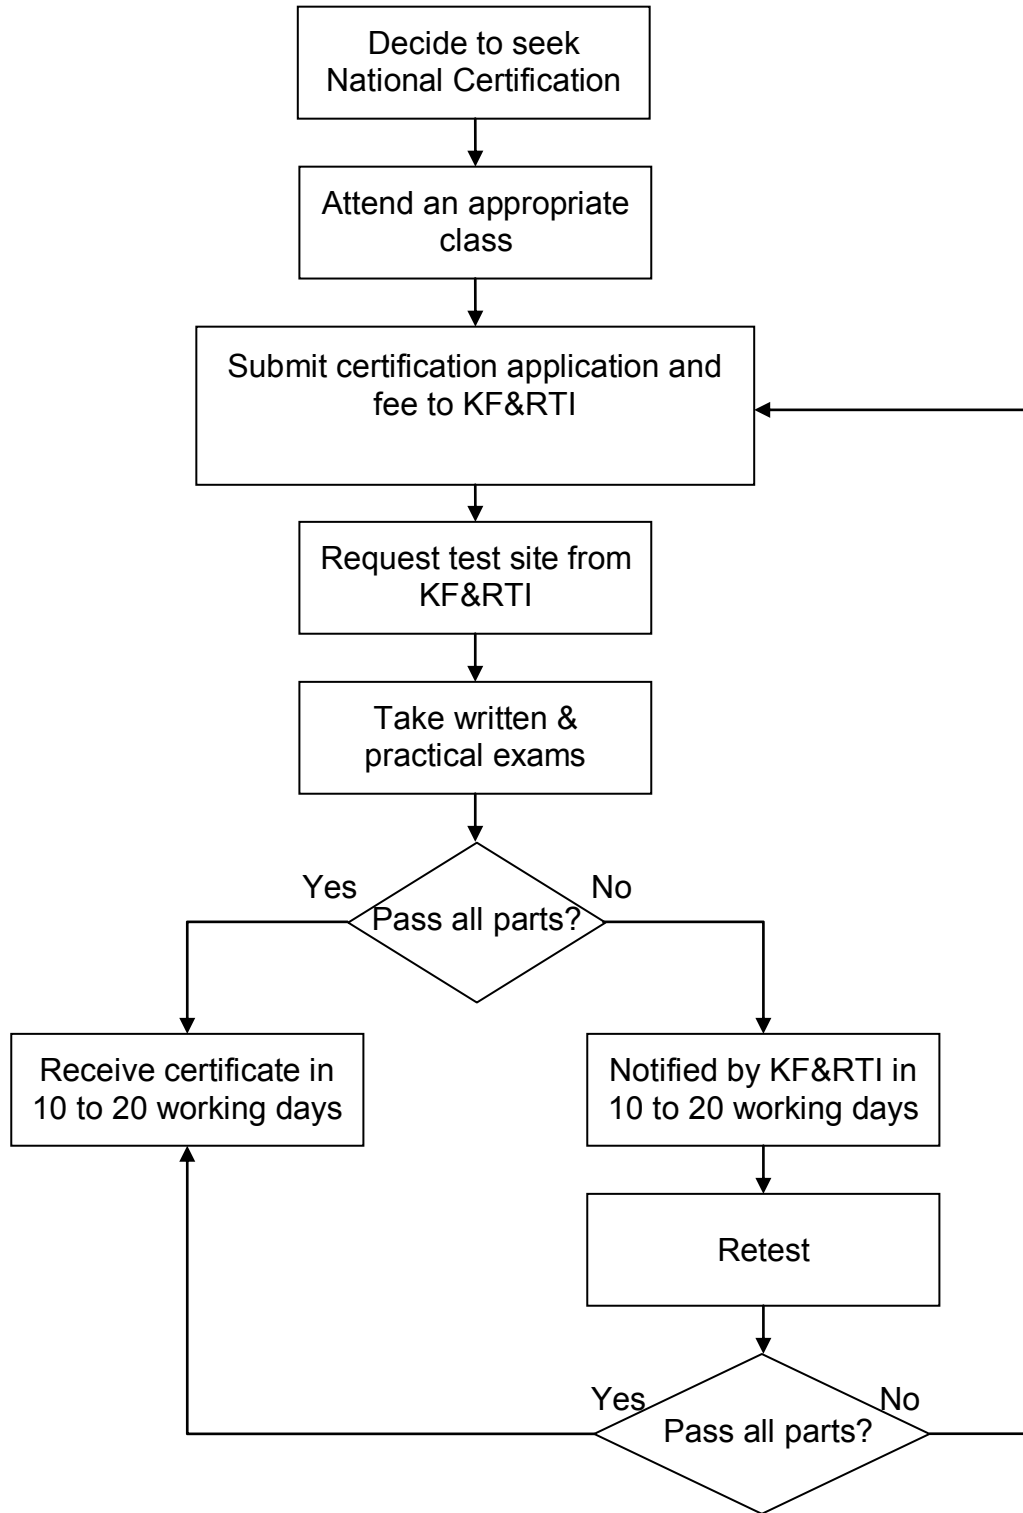 Decide to seek
National Certification
Attend an appropriate
class
Submit certification application and
fee to KF&RTI
Request test site from
KF&RTI
Take written &
practical exams
Yes
No
Pass all parts?
Receive certificate in
10 to 20 working days
Notified by KF&RTI in
10 to 20 working days
Retest
Yes
No
Pass all parts?